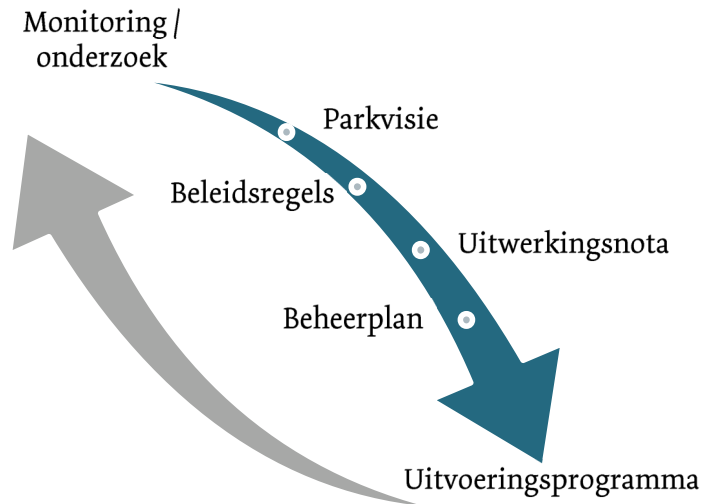 Monitoring /
onderzoek
Parkvisie
Beleidsregels
Uitwerkingsnota
Beheerplan
Uitvoeringsprogramma